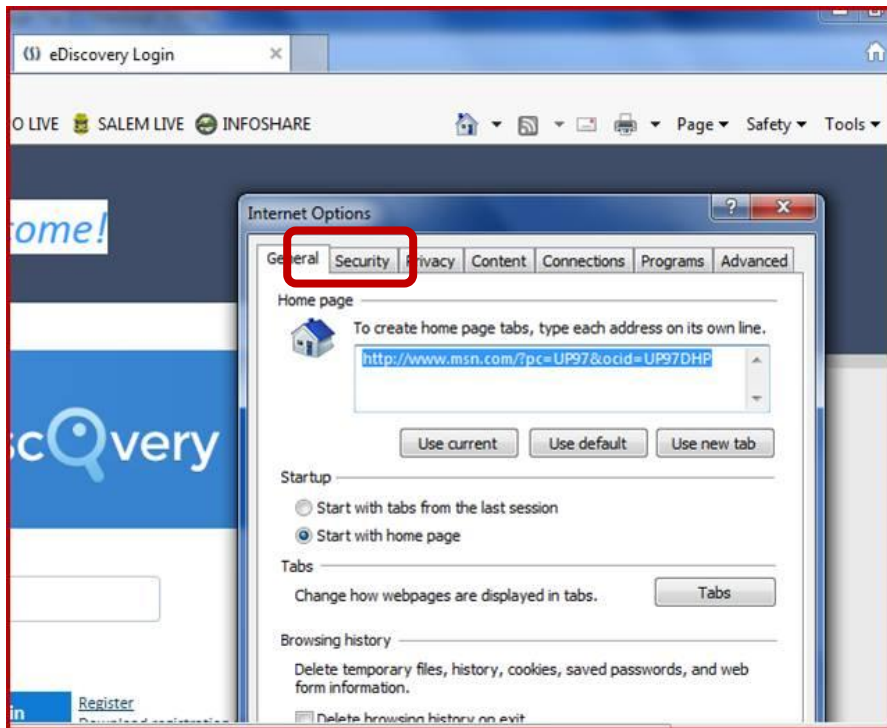 eDiscovery Login
O LIVE SALEM LIVE INFOSHARE Page Safety Tools
come!
Internet Options
General Security Privacy Content Connections Programs Advanced
Home page
To create home page tabs, type each address on its own line.
http://www.msn.com/?pc=UP97&ocid=UP97DHP
scOvery
Use current Use default Use new tab
Startup
Start with tabs from the last session
Start with home page
Tabs
Change how webpages are displayed in tabs. Tabs
Browsing history
Delete temporary files, history, cookies, saved passwords, and web
form information.
in Register
Download registration
Delete browsing history on exit